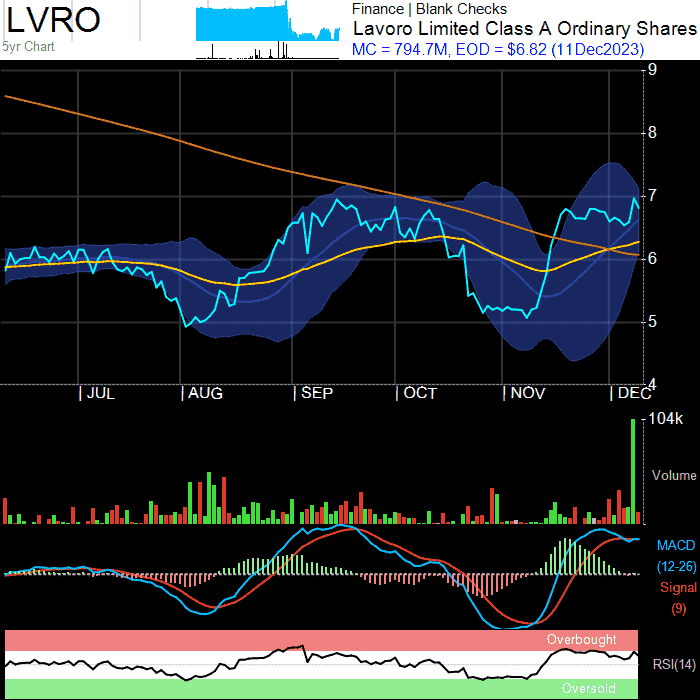 LVRO
5yr Chart
Finance | Blank Checks
Lavoro Limited Class A Ordinary Shares
MC = 794.7M, EOD = $6.82 (11Dec2023)
9
8
7
6
5
4
| JUL | AUG | SEP | OCT | NOV | DEC
104k
Volume
MACD
(12-26)
Signal
(9)
Overbought
RSI(14)
Oversold